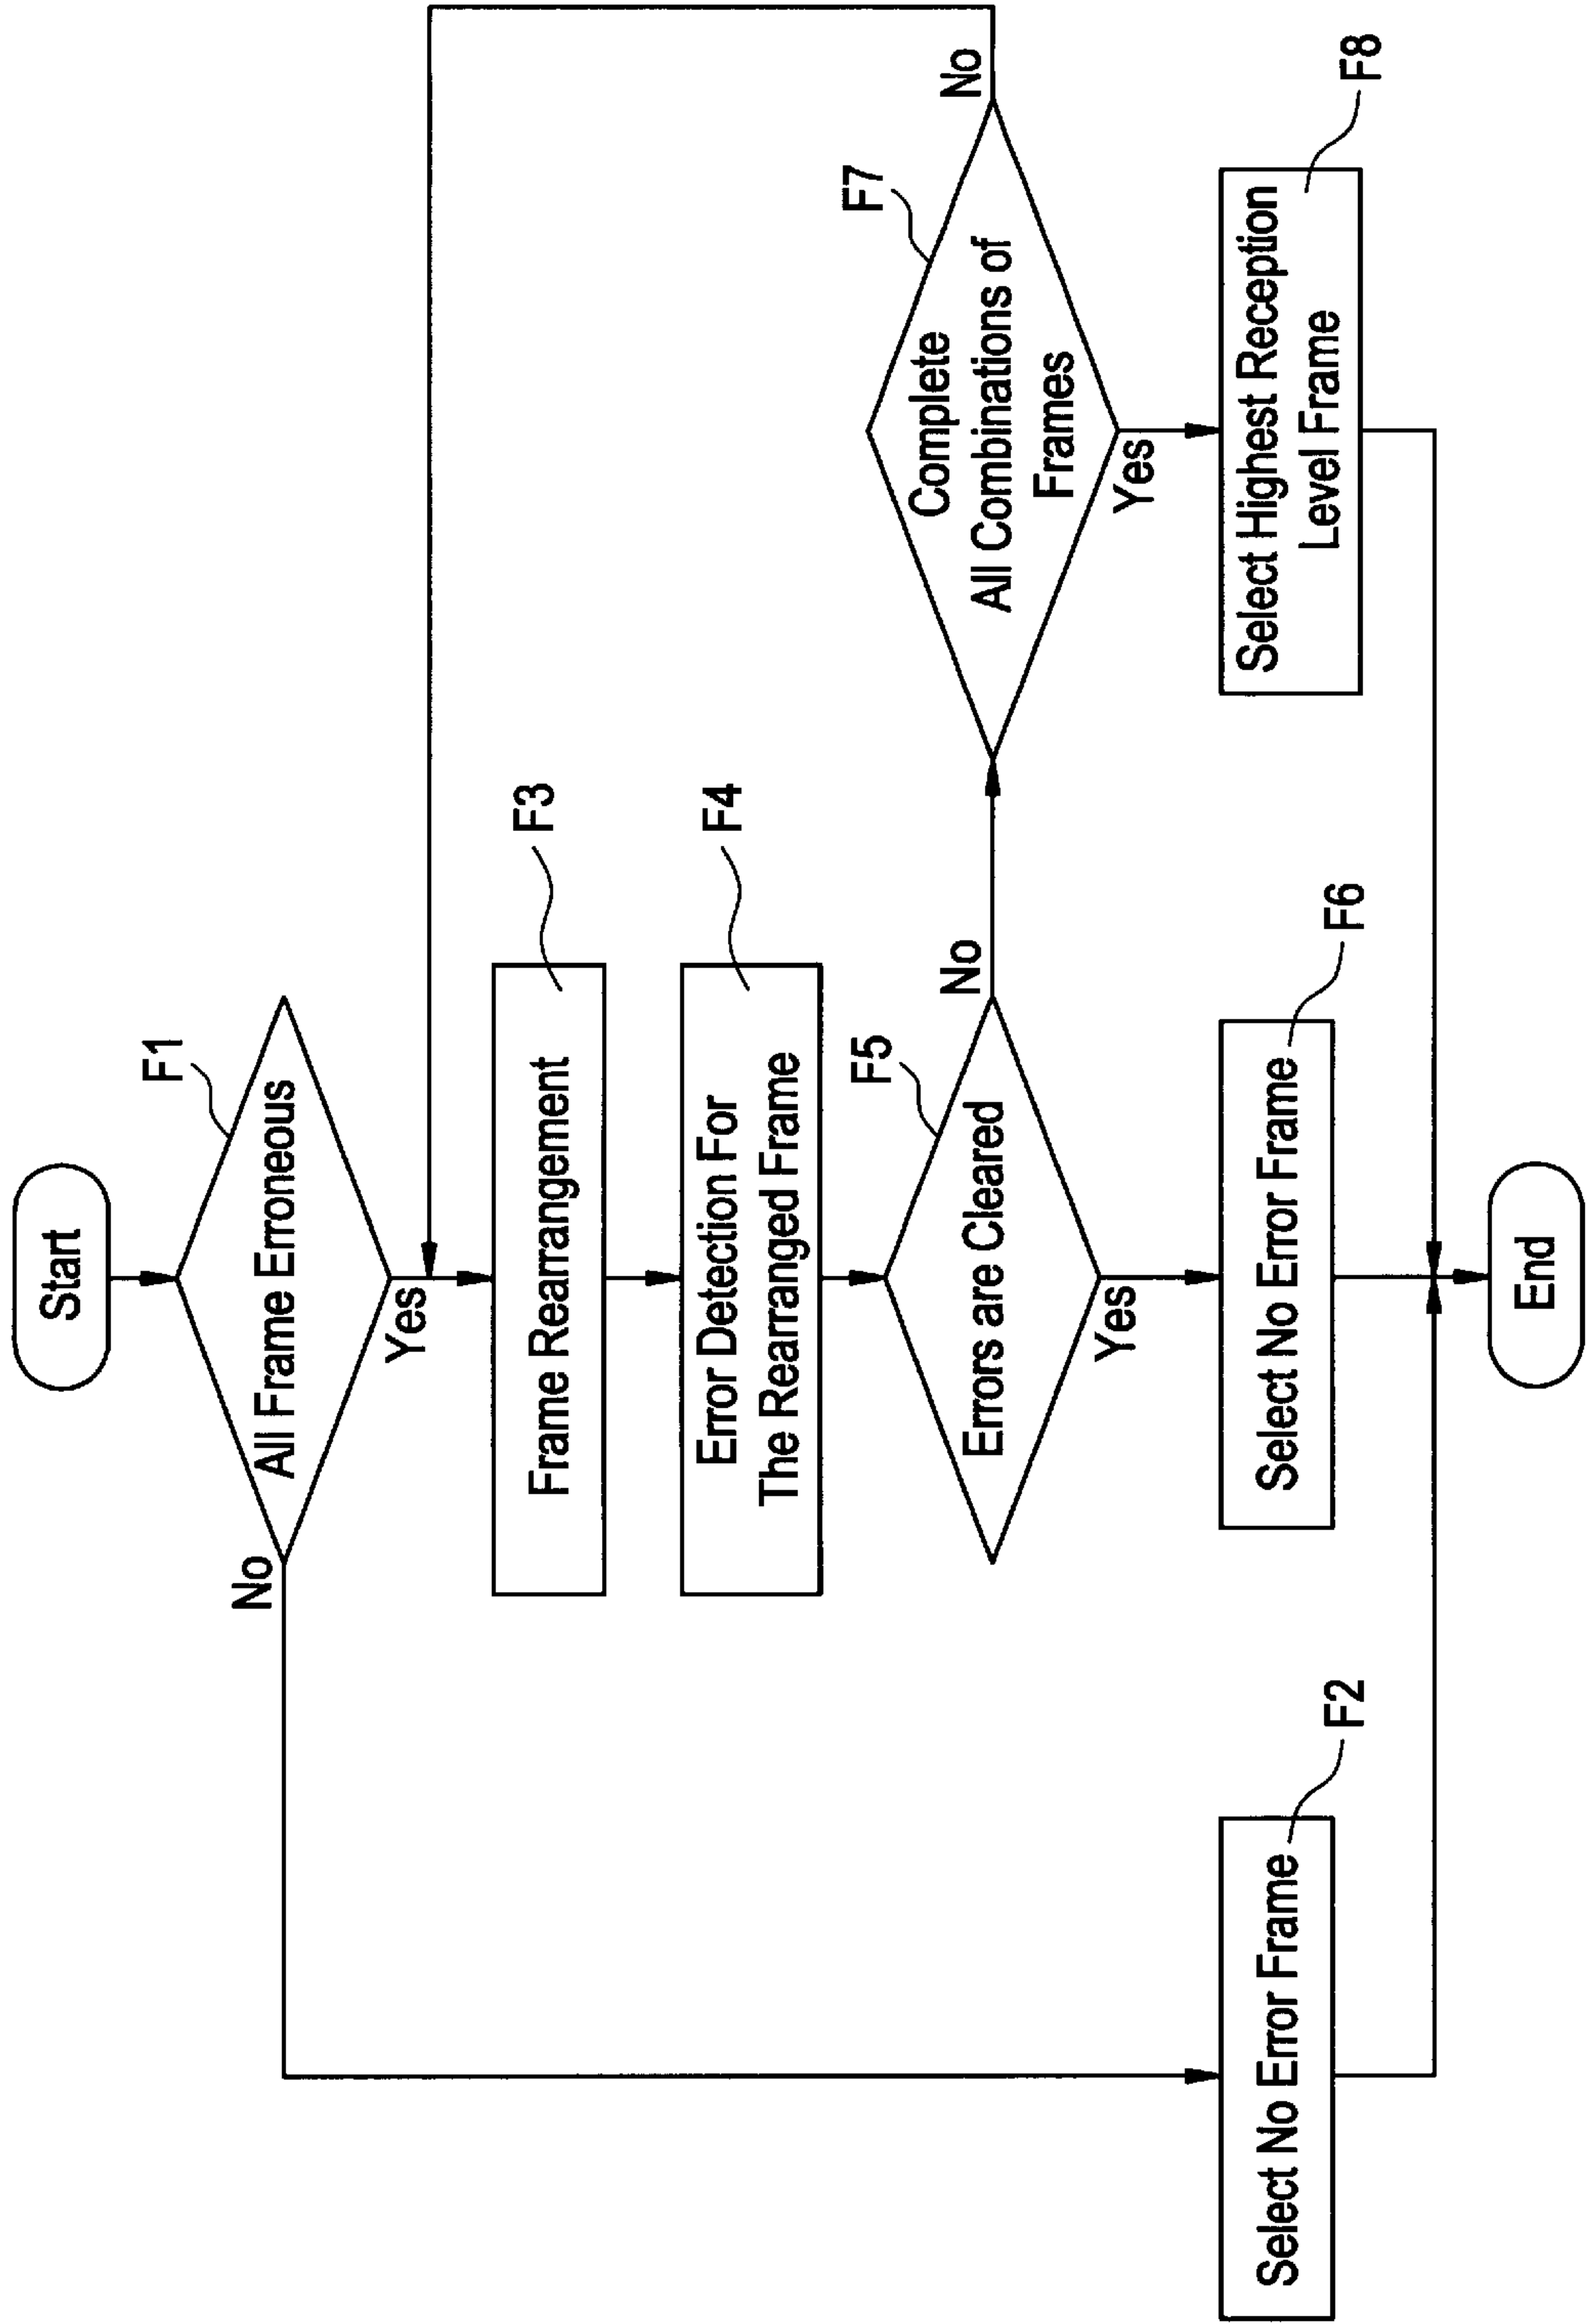 Start
F1
All Frame Erroneous
No
Yes
F3
Frame Rearrangement
F4
Error Detection For
The Rearranged Frame
F5
Errors are Cleared
No
Yes
F7
Complete
All Combinations of
Frames
No
Yes
F2
Select No Error Frame
F6
Select No Error Frame
F8
Select Highest Reception
Level Frame
End